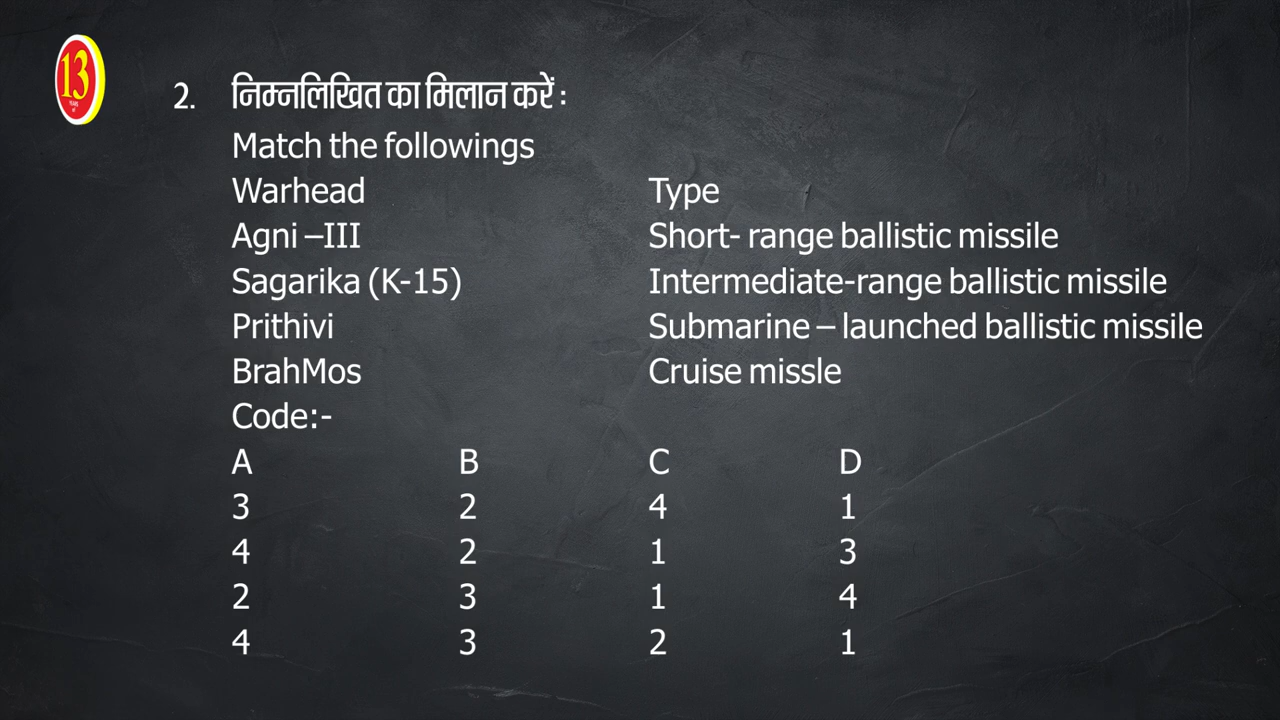 13
YEARS
OF
2. निम्नलिखित का मिलान करें :
Match the followings
Warhead Type
Agni –III Short- range ballistic missile
Sagarika (K-15) Intermediate-range ballistic missile
Prithivi Submarine – launched ballistic missile
BrahMos Cruise missle
Code:-
A B C D
3 2 4 1
4 2 1 3
2 3 1 4
4 3 2 1